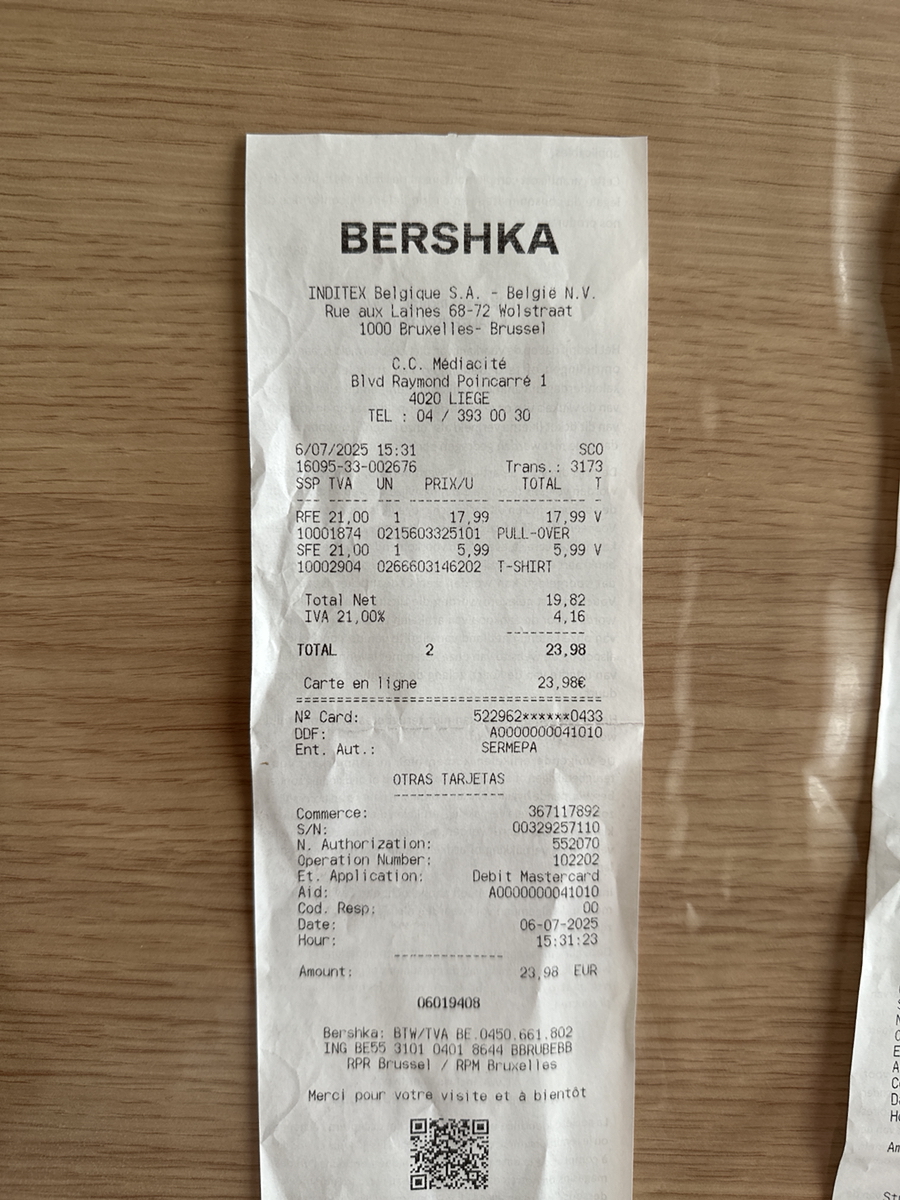 BERSHKA
INDITEX Belgique S.A. - België N.V.
Rue aux Laines 68-72 Wolstraat
1000 Bruxelles- Brussel
C.C. Médiacité
Blvd Raymond Poincarré 1
4020 LIEGE
TEL : 04 / 393 00 30
6/07/2025 15:31 SCO
16095-33-002676 Trans.: 3173
SSP TVA UN PRIX/U TOTAL T
RFE 21,00 1 17,99 17,99 V
10001874 0215603325101 PULL-OVER
SFE 21,00 1 5,99 5,99 V
10002904 0266603146202 T-SHIRT
Total Net 19,82
IVA 21,00% 4,16
TOTAL 2 23,98
Carte en ligne 23,98€
Nº Card: 522962******0433
DDF: A0000000041010
Ent. Aut.: SERMEPA
OTRAS TARJETAS
Commerce: 367117892
S/N: 00329257110
N. Authorization: 552070
Operation Number: 102202
Et. Application: Debit Mastercard
Aid: A0000000041010
Cod. Resp: 00
Date: 06-07-2025
Hour: 15:31:23
Amount: 23,98 EUR
06019408
Bershka: BTW/TVA BE.0450.661.802
ING BE55 3101 0401 8644 BBRUBEBB
RPR Brussel / RPM Bruxelles
Merci pour votre visite et à bientôt